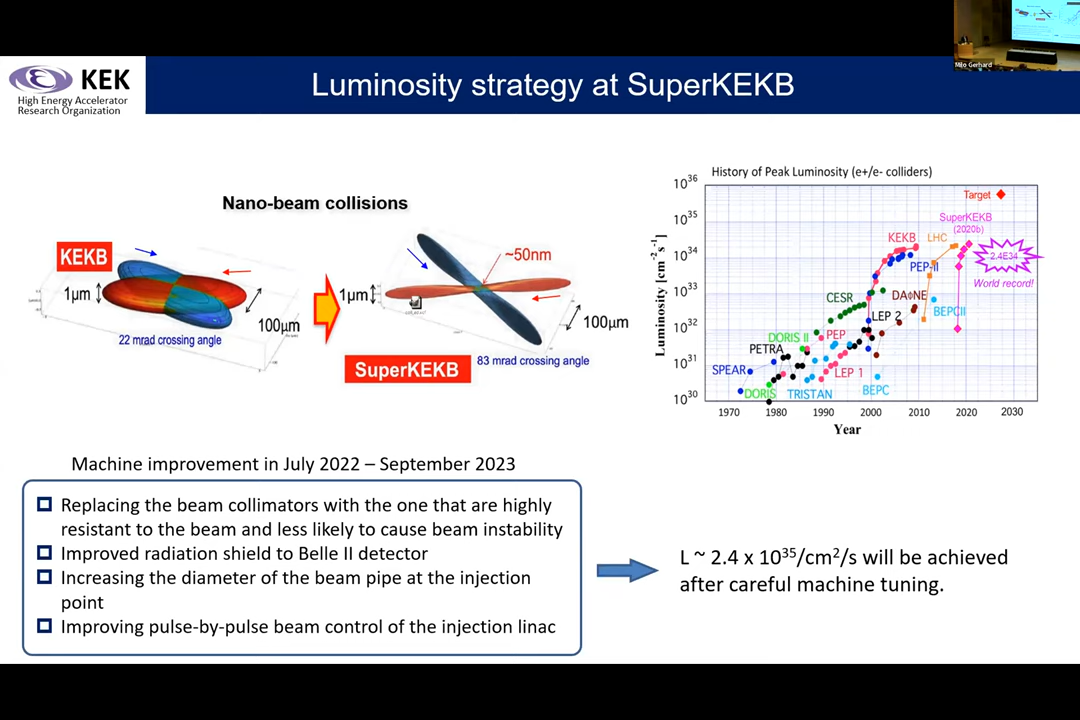 Mito Gerhard
KEK
High Energy Accelerator
Research Organization
Luminosity strategy at SuperKEKB
Nano-beam collisions
KEKB
1μm
100μm
22 mrad crossing angle
~50nm
1μm
100μm
SuperKEKB
83 mrad crossing angle
History of Peak Luminosity (e+/e- colliders)
Luminosity [cm⁻² s⁻¹]
10³⁶
10³⁵
10³⁴
10³³
10³²
10³¹
10³⁰
Target
SuperKEKB
(2020b)
KEKB
LHC
2.4E34
PEP-II
World record!
CESR
DAΦNE
LEP 2
BEPCII
DORIS II
PEP
PETRA
SPEAR
LEP 1
DORIS
TRISTAN
BEPC
1970 1980 1990 2000 2010 2020 2030
Year
Machine improvement in July 2022 – September 2023
Replacing the beam collimators with the one that are highly
resistant to the beam and less likely to cause beam instability
Improved radiation shield to Belle II detector
Increasing the diameter of the beam pipe at the injection
point
Improving pulse-by-pulse beam control of the injection linac
L ~ 2.4 x 10³⁵/cm²/s will be achieved
after careful machine tuning.